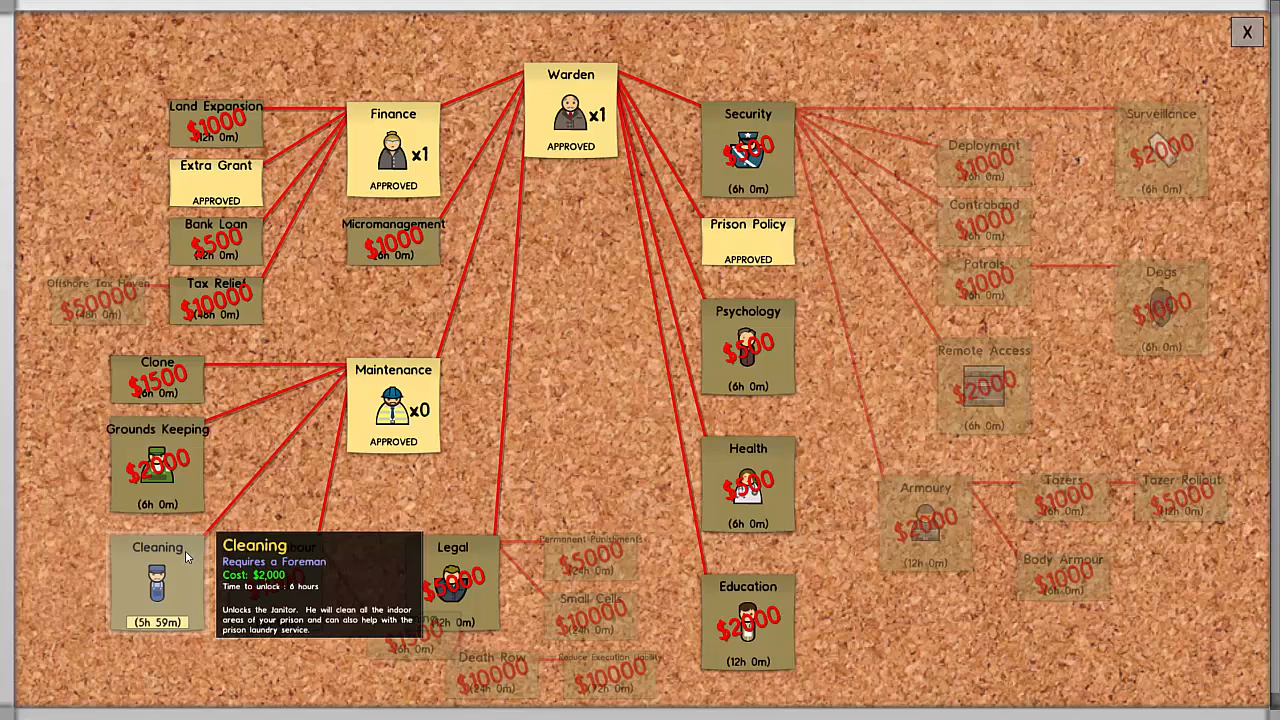 X
Warden
x1
APPROVED
Land Expansion
$1000
(12h 0m)
Extra Grant
APPROVED
Bank Loan
$500
(12h 0m)
Offshore Tax Haven
$50000
(48h 0m)
Tax Relief
$10000
Finance
x1
APPROVED
Micromanagement
$1000
(6h 0m)
Clone
$1500
(6h 0m)
Grounds Keeping
$2000
(6h 0m)
Maintenance
x0
APPROVED
Cleaning
(5h 59m)
Cleaning
Requires a Foreman
Cost: $2,000
Time to unlock : 6 hours
Unlocks the Janitor. He will clean all the indoor
areas of your prison and can also help with the
prison laundry service.
Legal
$5000
(12h 0m)
$1500
(6h 0m)
Permanent Punishments
$5000
(24h 0m)
Small Cells
$10000
(24h 0m)
Death Row
$10000
(24h 0m)
Reduce Execution Liability
$10000
(72h 0m)
Security
$500
(6h 0m)
Prison Policy
APPROVED
Psychology
$500
(6h 0m)
Health
$500
(6h 0m)
Education
$2000
(12h 0m)
Deployment
$1000
(6h 0m)
Contraband
$1000
(6h 0m)
Patrols
$1000
(6h 0m)
Remote Access
$2000
(6h 0m)
Surveillance
$2000
(6h 0m)
Dogs
$1000
(6h 0m)
Armoury
$2000
(12h 0m)
Tazers
$1000
(6h 0m)
Tazer Rollout
$5000
(12h 0m)
Body Armour
$1000
(6h 0m)